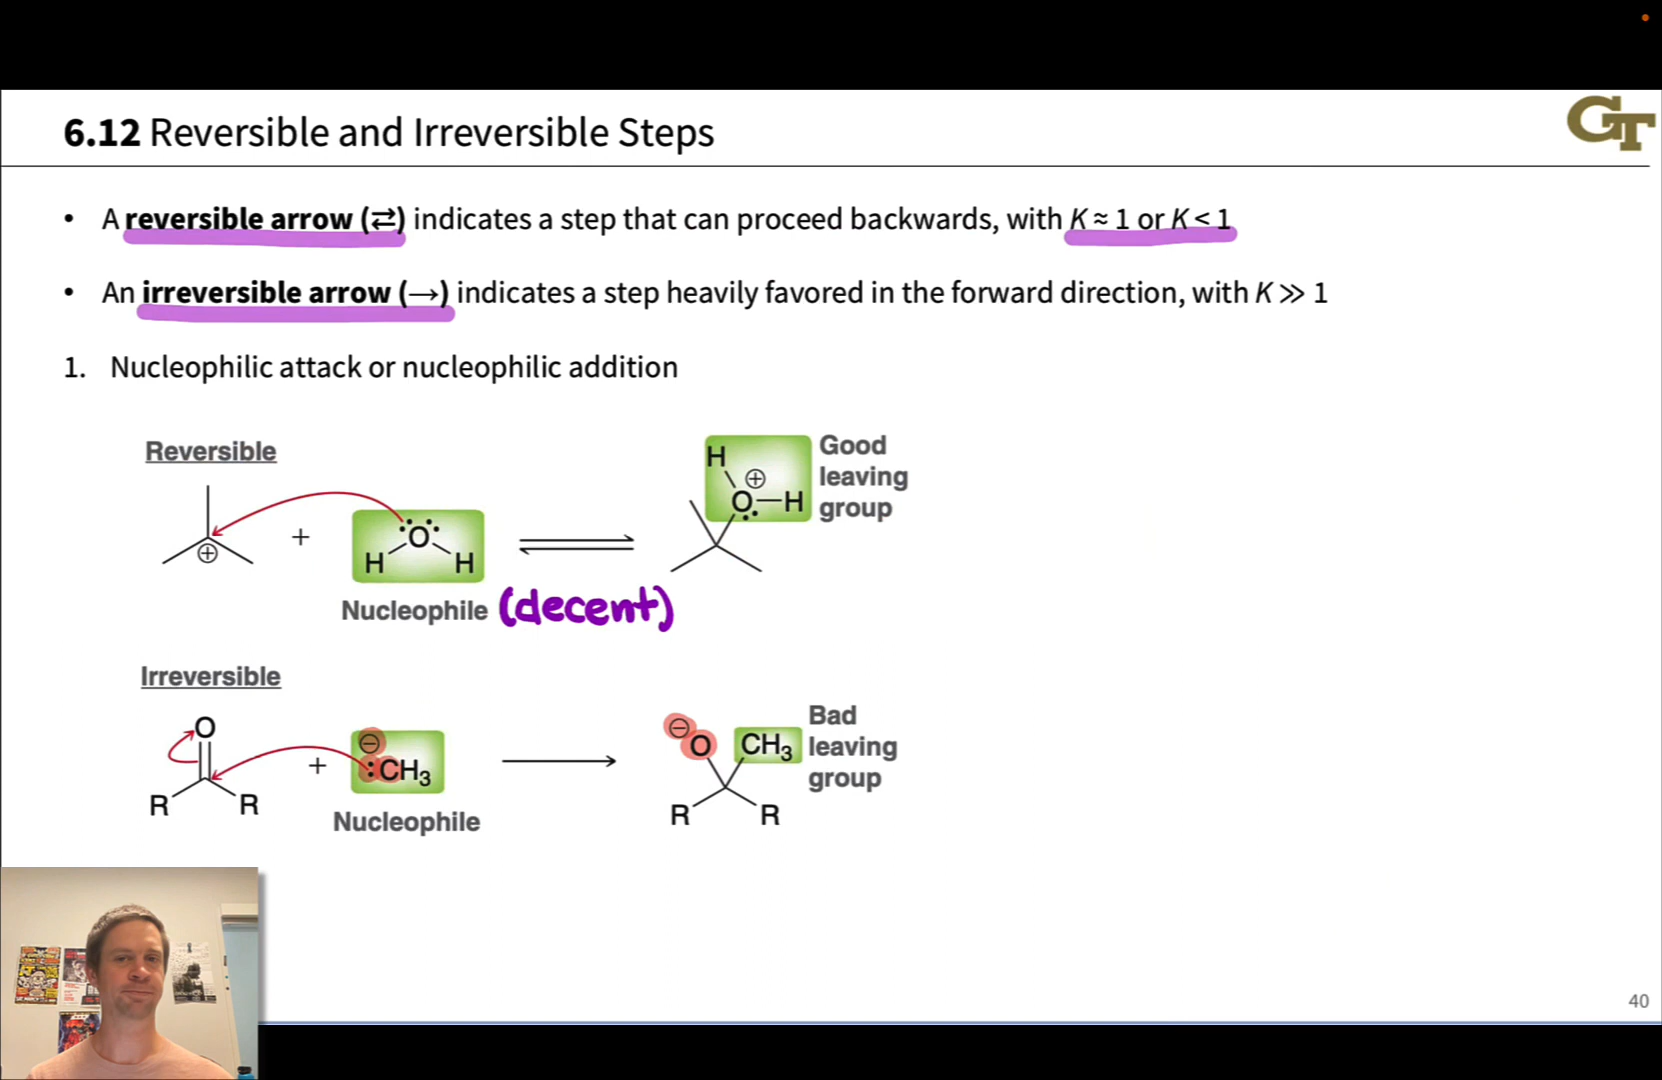 6.12 Reversible and Irreversible Steps
GT
• A reversible arrow (⇄) indicates a step that can proceed backwards, with K ≈ 1 or K < 1
• An irreversible arrow (→) indicates a step heavily favored in the forward direction, with K ≫ 1
1. Nucleophilic attack or nucleophilic addition
Reversible
⊕
+
H
O
H
Nucleophile (decent)
H
⊕
O—H
Good
leaving
group
Irreversible
O
R
R
+
⊖
:CH3
Nucleophile
⊖
O
CH3
R
R
Bad
leaving
group
40